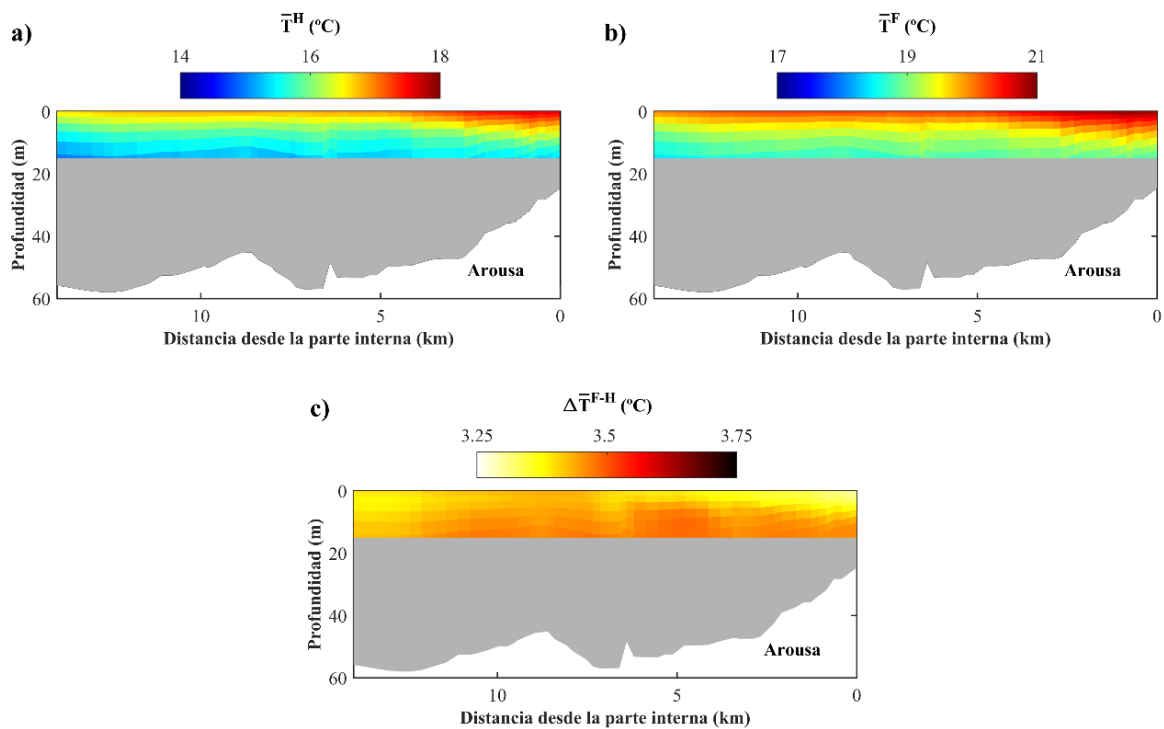 a)
T̅ᴴ (ºC)
14 16 18
0
20
40
60
Profundidad (m)
Arousa
10 5 0
Distancia desde la parte interna (km)
b)
T̅ᶠ (ºC)
17 19 21
0
20
40
60
Profundidad (m)
Arousa
10 5 0
Distancia desde la parte interna (km)
c)
ΔT̅ᶠ⁻ᴴ (ºC)
3.25 3.5 3.75
0
20
40
60
Profundidad (m)
Arousa
10 5 0
Distancia desde la parte interna (km)